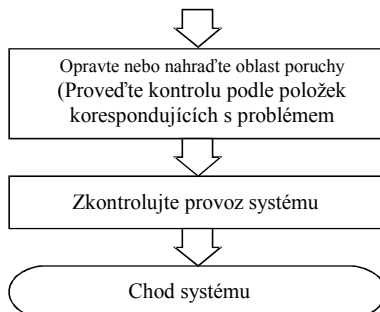 Opravte nebo nahraďte oblast poruchy
(Proveďte kontrolu podle položek
korespondujících s problémem
Zkontrolujte provoz systému
Chod systému